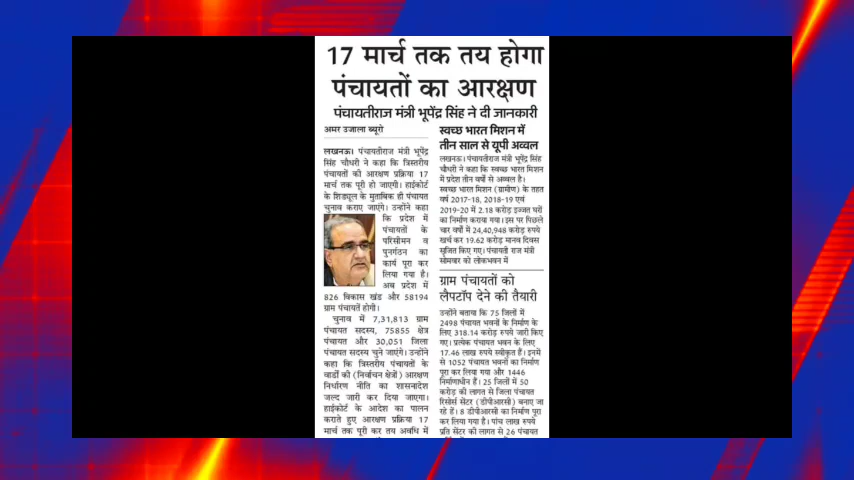 17 मार्च तक तय होगा
पंचायतों का आरक्षण
पंचायतीराज मंत्री भूपेंद्र सिंह ने दी जानकारी
अमर उजाला ब्यूरो
लखनऊ। पंचायतीराज मंत्री भूपेंद्र
सिंह चौधरी ने कहा कि त्रिस्तरीय
पंचायतों की आरक्षण प्रक्रिया 17
मार्च तक पूरी हो जाएगी। हाईकोर्ट
के शिड्यूल के मुताबिक ही पंचायत
चुनाव कराए जाएंगे। उन्होंने कहा
कि प्रदेश में
पंचायतों के
परिसीमन व
पुनर्गठन का
कार्य पूरा कर
लिया गया है।
अब प्रदेश में
826 विकास खंड और 58194
ग्राम पंचायतें होंगी।
चुनाव में 7,31,813 ग्राम
पंचायत सदस्य, 75855 क्षेत्र
पंचायत और 30,051 जिला
पंचायत सदस्य चुने जाएंगे। उन्होंने
कहा कि त्रिस्तरीय पंचायतों के
वार्डों की (निर्वाचन क्षेत्रों) आरक्षण
निर्धारण नीति का शासनादेश
जल्द जारी कर दिया जाएगा।
हाईकोर्ट के आदेश का पालन
कराते हुए आरक्षण प्रक्रिया 17
मार्च तक पूरी कर तय अवधि में
स्वच्छ भारत मिशन में
तीन साल से यूपी अव्वल
लखनऊ। पंचायतीराज मंत्री भूपेंद्र सिंह
चौधरी ने कहा कि स्वच्छ भारत मिशन
में प्रदेश तीन वर्षों से अव्वल है।
स्वच्छ भारत मिशन (ग्रामीण) के तहत
वर्ष 2017-18, 2018-19 एवं
2019-20 में 2.18 करोड़ इज्जत घरों
का निर्माण कराया गया। इस पर पिछले
चार वर्षों में 24,40,948 करोड़ रुपये
खर्च कर 19.62 करोड़ मानव दिवस
सृजित किए गए। पंचायती राज मंत्री
सोमवार को लोकभवन में
ग्राम पंचायतों को
लैपटॉप देने की तैयारी
उन्होंने बताया कि 75 जिलों में
2498 पंचायत भवनों के निर्माण के
लिए 318.14 करोड़ रुपये जारी किए
गए। प्रत्येक पंचायत भवन के लिए
17.46 लाख रुपये स्वीकृत हैं। इनमें
से 1052 पंचायत भवनों का निर्माण
पूरा कर लिया गया और 1446
निर्माणाधीन हैं। 25 जिलों में 50
करोड़ की लागत से जिला पंचायत
रिसोर्स सेंटर (डीपीआरसी) बनाए जा
रहे हैं। 8 डीपीआरसी का निर्माण पूरा
कर लिया गया है। पांच लाख रुपये
प्रति सेंटर की लागत से 26 पंचायत